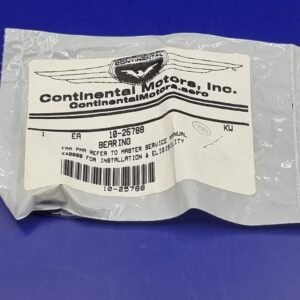 Continental Motors, Inc.
ContinentalMotors.aero
1 EA 10-25788 KW
BEARING
FAA PMA REFER TO MASTER SERVICE MANUAL
X40000 FOR INSTALLATION & ELIGIBILITY
10-25788